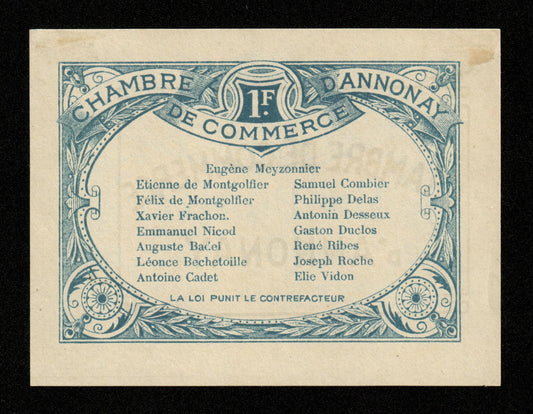 CHAMBRE D'ANNONAY
1F.
DE COMMERCE
Eugène Meyzonnier
Etienne de Montgolfier Samuel Combier
Félix de Montgolfier Philippe Delas
Xavier Frachon. Antonin Desseux
Emmanuel Nicod Gaston Duclos
Auguste Badel René Ribes
Léonce Bechetoille Joseph Roche
Antoine Cadet Elie Vidon
LA LOI PUNIT LE CONTREFACTEUR